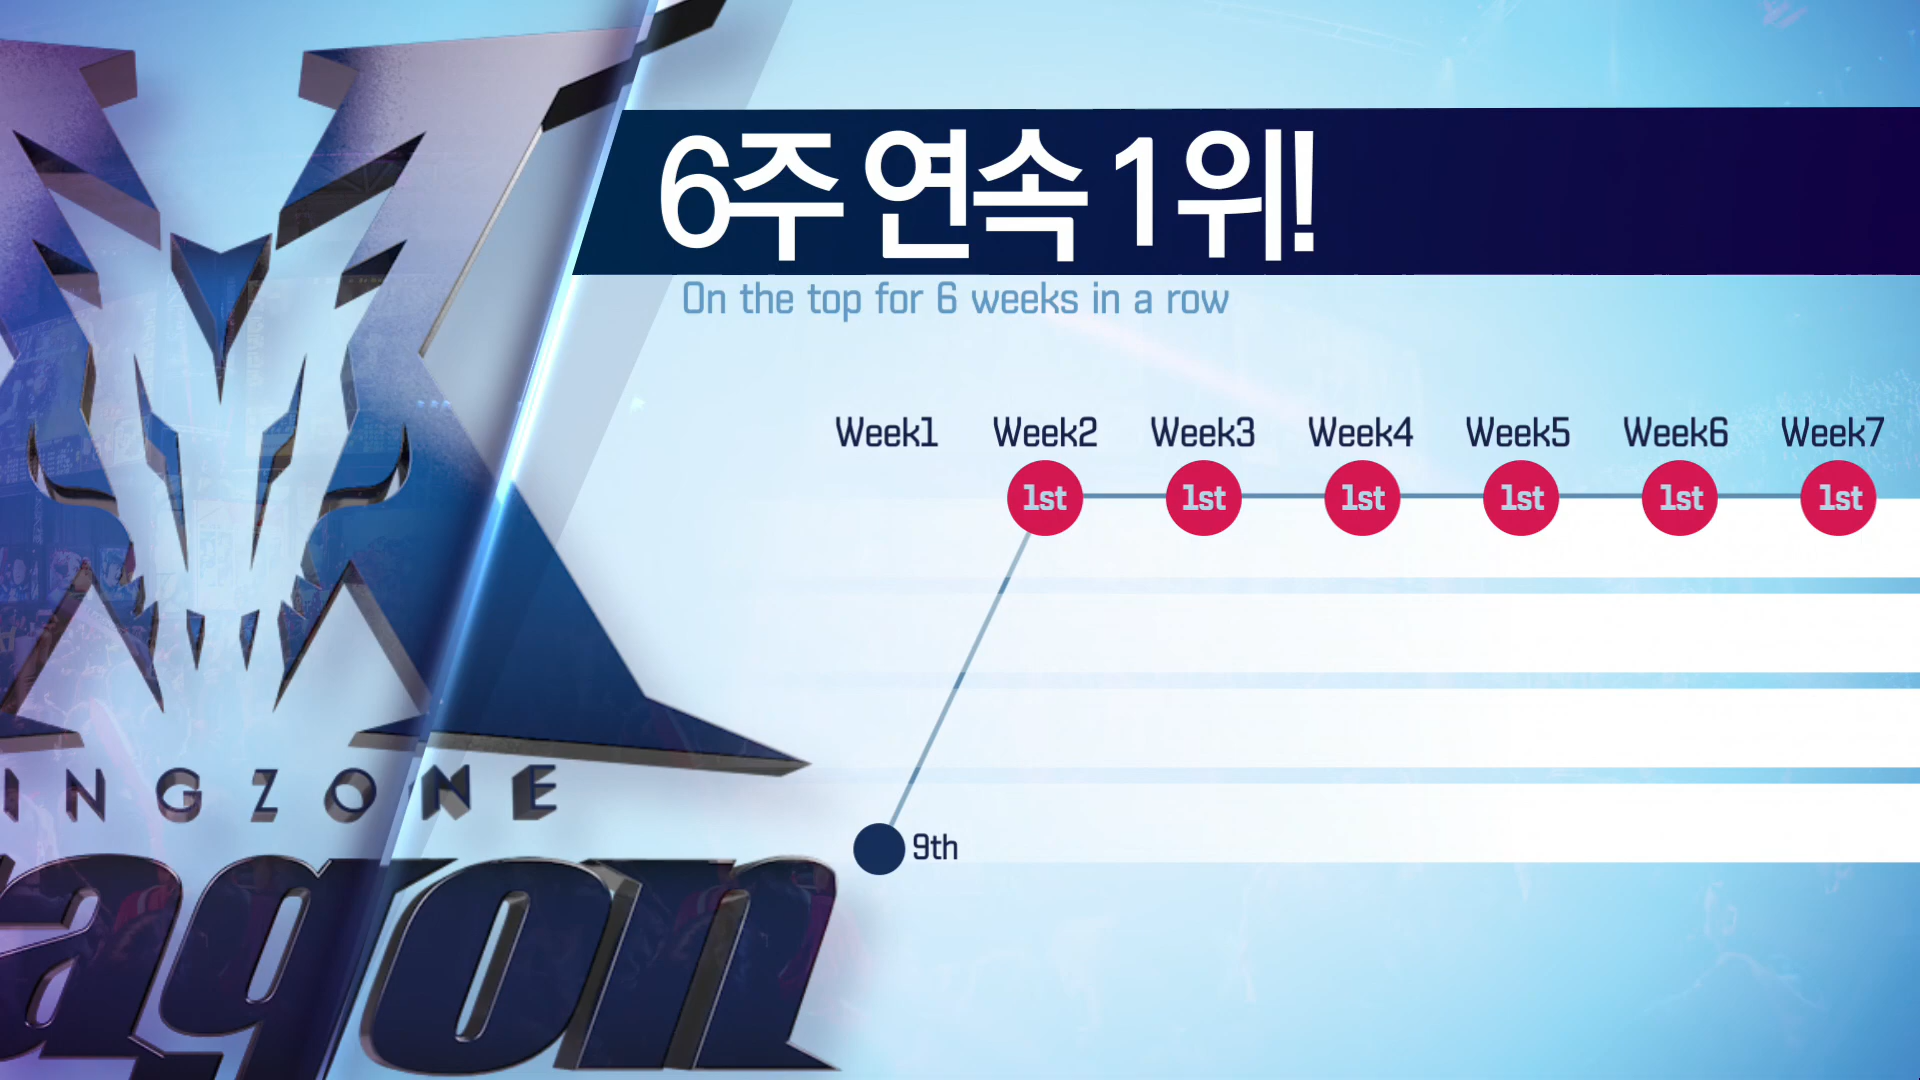 6주 연속 1위!
On the top for 6 weeks in a row
Week1 Week2 Week3 Week4 Week5 Week6 Week7
1st 1st 1st 1st 1st 1st
9th
INGZONE
agon